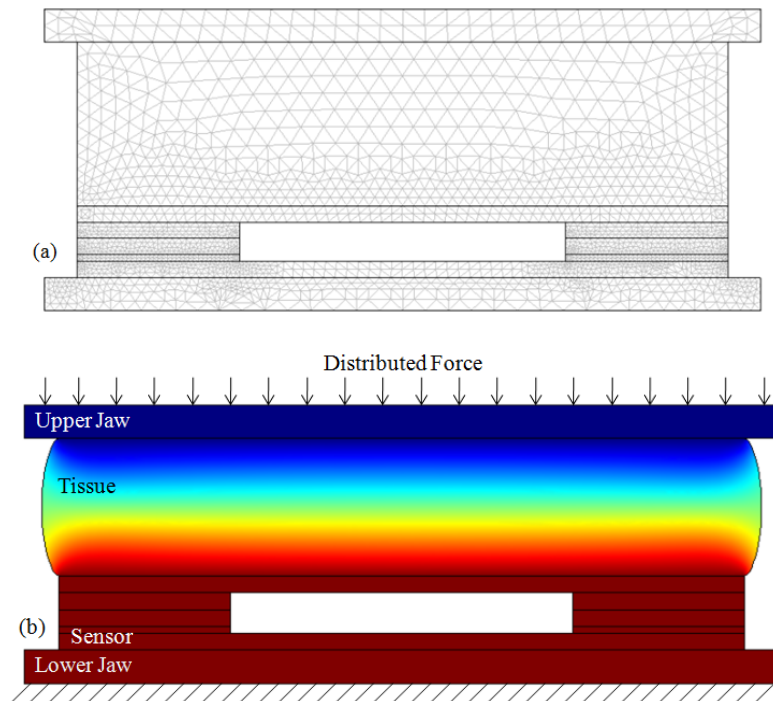 (a)
Distributed Force
Upper Jaw
Tissue
(b)
Sensor
Lower Jaw